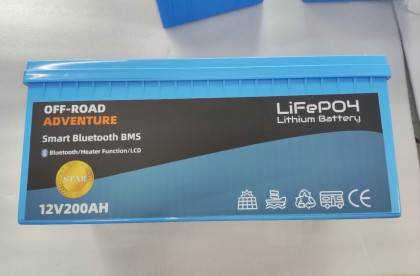 OFF-ROAD
ADVENTURE
Smart Bluetooth BMS
Bluetooth/Heater Function/LCD
STAR
12V200AH
LiFePO4
Lithium Battery
CE